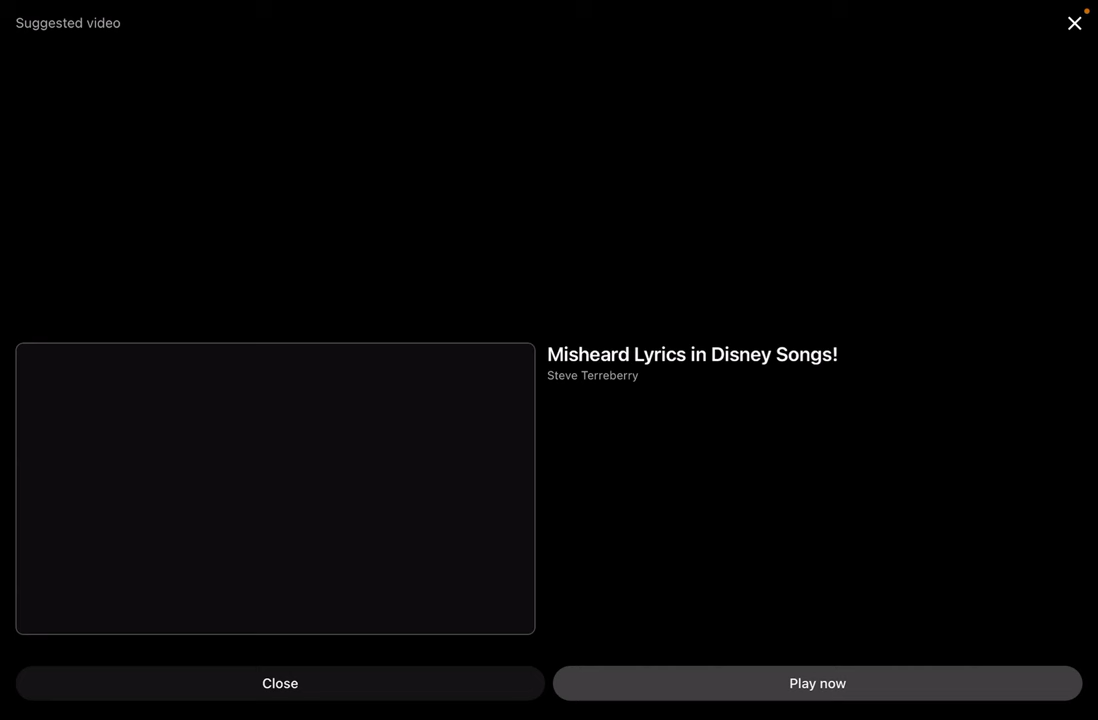 Suggested video
Misheard Lyrics in Disney Songs!
Steve Terreberry
Close
Play now